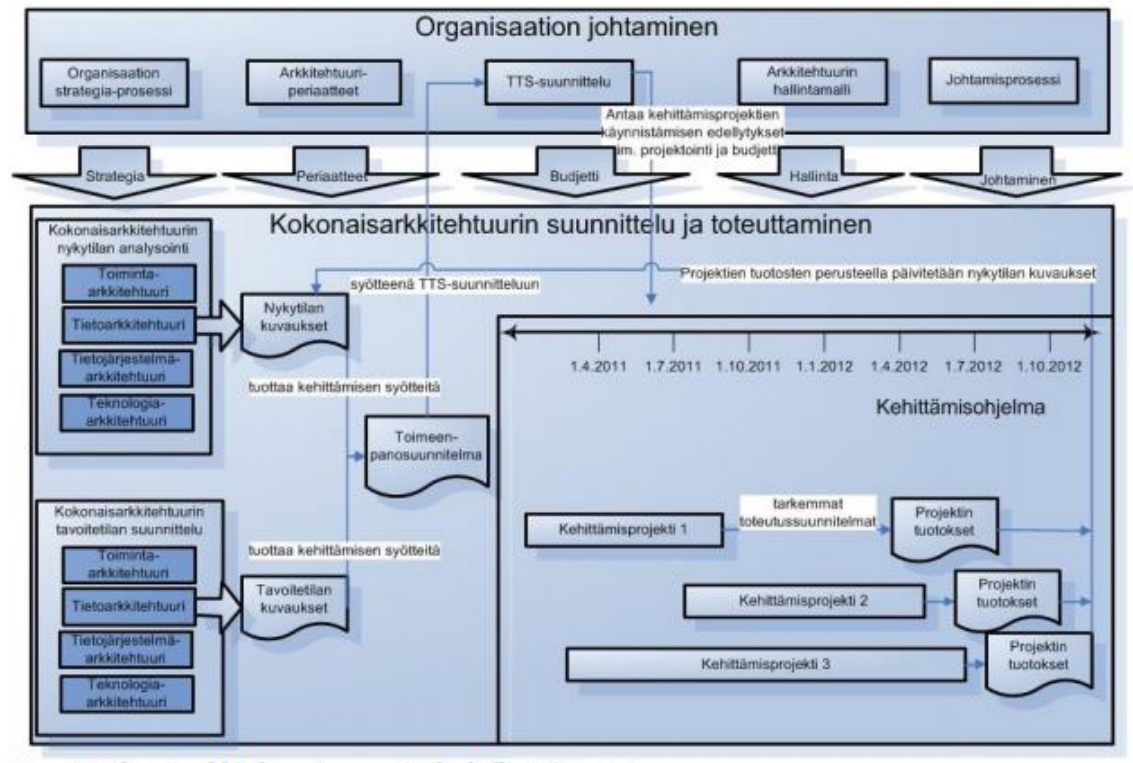 Organisaation johtaminen
Organisaation
strategia-prosessi
Arkkitehtuuri-
periaatteet
TTS-suunnittelu
Arkkitehtuurin
hallintamalli
Johtamisprosessi
Antaa kehittämisprojektien
käynnistämisen edellytykset
im. projektointi ja budjetti
Strategia
Periaatteet
Budjetti
Hallinta
Johtaminen
Kokonaisarkkitehtuurin suunnittelu ja toteuttaminen
Kokonaisarkkitehtuurin
nykytilan analysointi
Toiminta-
arkkitehtuuri
Tietoarkkitehtuuri
Tietojärjestelmä-
arkkitehtuuri
Teknologia-
arkkitehtuuri
Nykytilan
kuvaukset
syötteenä TTS-suunnitteluun
Projektien tuotosten perusteella päivitetään nykytilan kuvaukset
tuottaa kehittämisen syötteitä
Toimeen-
panosuunnitelma
1.4.2011 1.7.2011 1.10.2011 1.1.2012 1.4.2012 1.7.2012 1.10.2012
Kehittämisohjelma
Kokonaisarkkitehtuurin
tavoitetilan suunnittelu
Toiminta-
arkkitehtuuri
Tietoarkkitehtuuri
Tietojärjestelmä-
arkkitehtuuri
Teknologia-
arkkitehtuuri
tuottaa kehittämisen syötteitä
Tavoitetilan
kuvaukset
Kehittämisprojekti 1
tarkemmat
toteutussuunnitelmat
Projektin
tuotokset
Kehittämisprojekti 2
Projektin
tuotokset
Kehittämisprojekti 3
Projektin
tuotokset